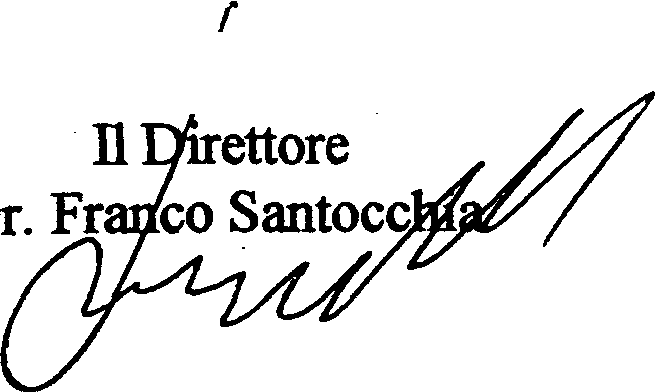 Il Direttore
r. Franco Santocchia